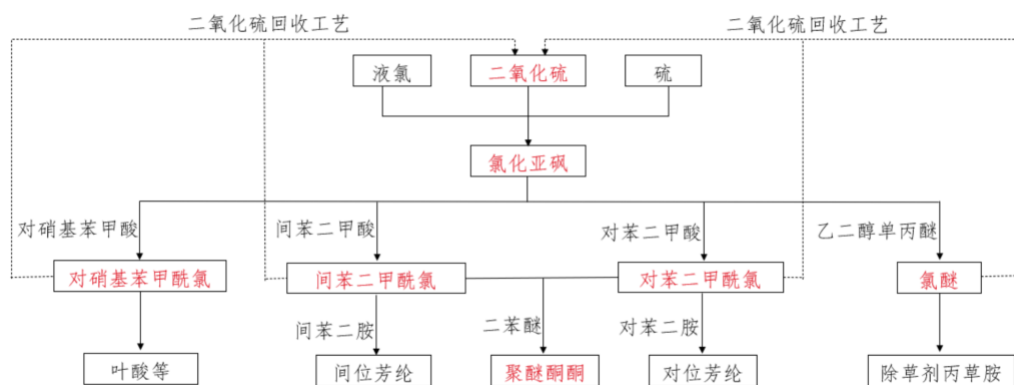 二氧化硫回收工艺
二氧化硫回收工艺
液氯
二氧化硫
硫
氯化亚砜
对硝基苯甲酸
间苯二甲酸
对苯二甲酸
乙二醇单丙醚
对硝基苯甲酰氯
间苯二甲酰氯
对苯二甲酰氯
氯醚
间苯二胺
二苯醚
对苯二胺
叶酸等
间位芳纶
聚醚酮酮
对位芳纶
除草剂丙草胺